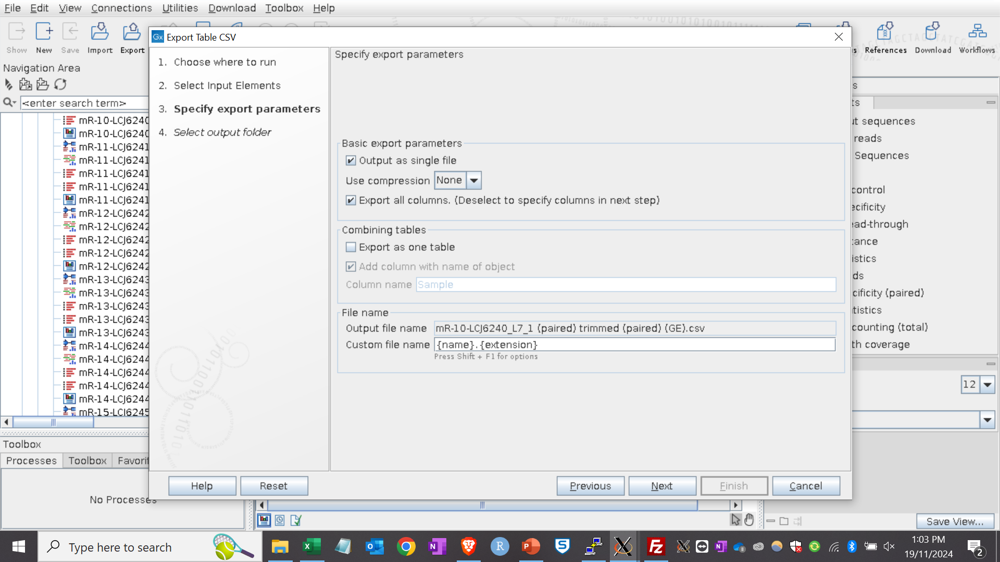 File Edit View Connections Utilities Download Toolbox Help
Show New Save Import Export
References Download Workflows
Gx Export Table CSV
Navigation Area
<enter search term>
mR-10-LCJ6240
mR-10-LCJ6240
mR-11-LCJ6241
mR-11-LCJ6241
mR-11-LCJ6241
mR-11-LCJ6241
mR-11-LCJ6241
mR-12-LCJ6242
mR-12-LCJ6242
mR-12-LCJ6242
mR-12-LCJ6242
mR-12-LCJ6242
mR-13-LCJ6243
mR-13-LCJ6243
mR-13-LCJ6243
mR-13-LCJ6243
mR-13-LCJ6243
mR-14-LCJ6244
mR-14-LCJ6244
mR-14-LCJ6244
mR-14-LCJ6244
mR-14-LCJ6244
mR-15-LCJ6245
Toolbox
Processes Toolbox Favorit
No Processes
1. Choose where to run
2. Select Input Elements
3. Specify export parameters
4. Select output folder
Specify export parameters
Basic export parameters
Output as single file
Use compression None
Export all columns. (Deselect to specify columns in next step)
Combining tables
Export as one table
Add column with name of object
Column name Sample
File name
Output file name mR-10-LCJ6240_L7_1 (paired) trimmed (paired) (GE).csv
Custom file name {name}.{extension}
Press Shift + F1 for options
Help Reset Previous Next Finish Cancel
s
ts
ut sequences
reads
Sequences
control
ecificity
ead-through
tance
istics
ds
cificity (paired)
tistics
counting (total)
th coverage
12
Save View...
Type here to search
1:03 PM
19/11/2024
2